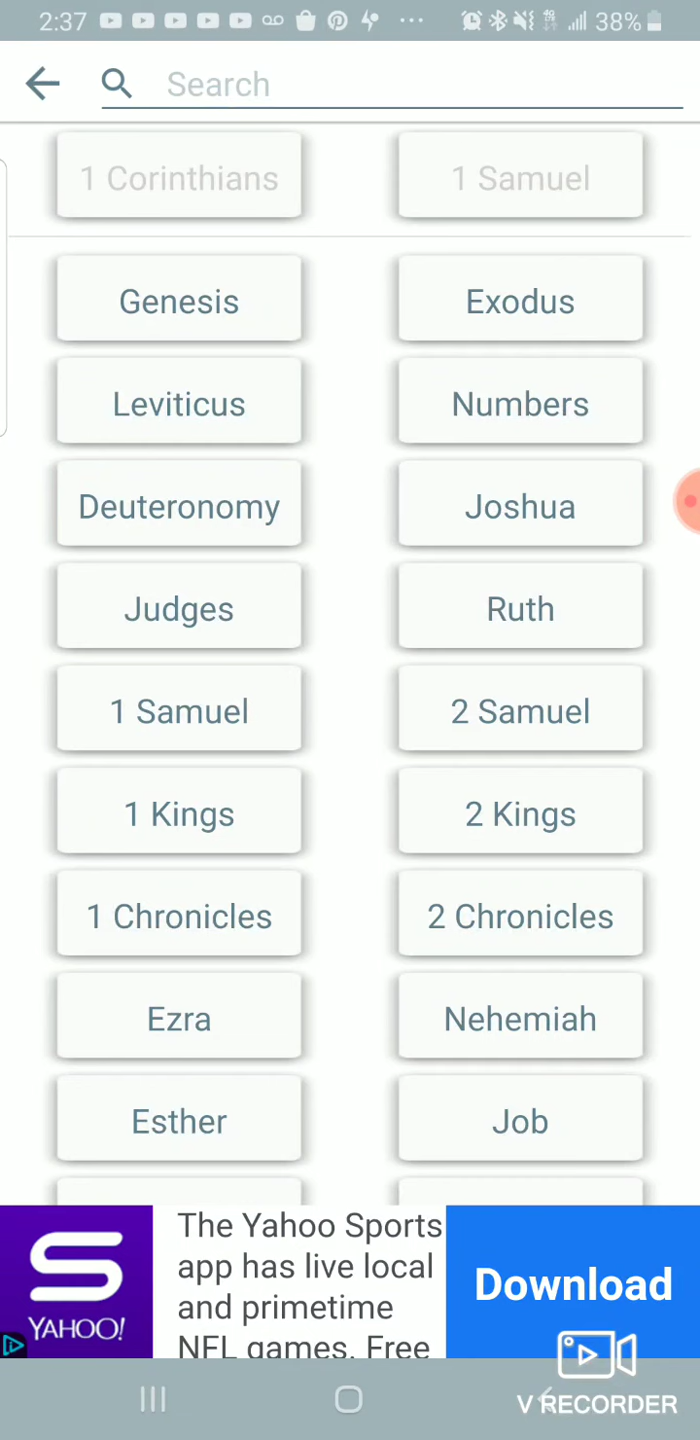 2:37
38%
Search
1 Corinthians
1 Samuel
Genesis
Exodus
Leviticus
Numbers
Deuteronomy
Joshua
Judges
Ruth
1 Samuel
2 Samuel
1 Kings
2 Kings
1 Chronicles
2 Chronicles
Ezra
Nehemiah
Esther
Job
YAHOO!
The Yahoo Sports
app has live local
and primetime
NFL games. Free
Download
V RECORDER